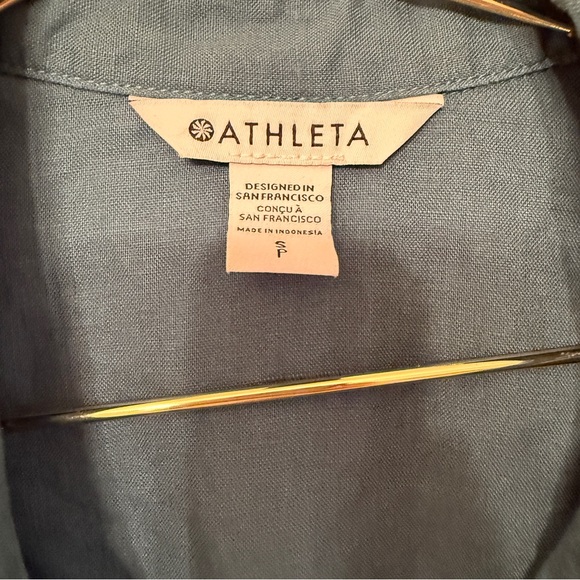 ATHLETA
DESIGNED IN
SAN FRANCISCO
CONÇU À
SAN FRANCISCO
MADE IN INDONESIA
S
P